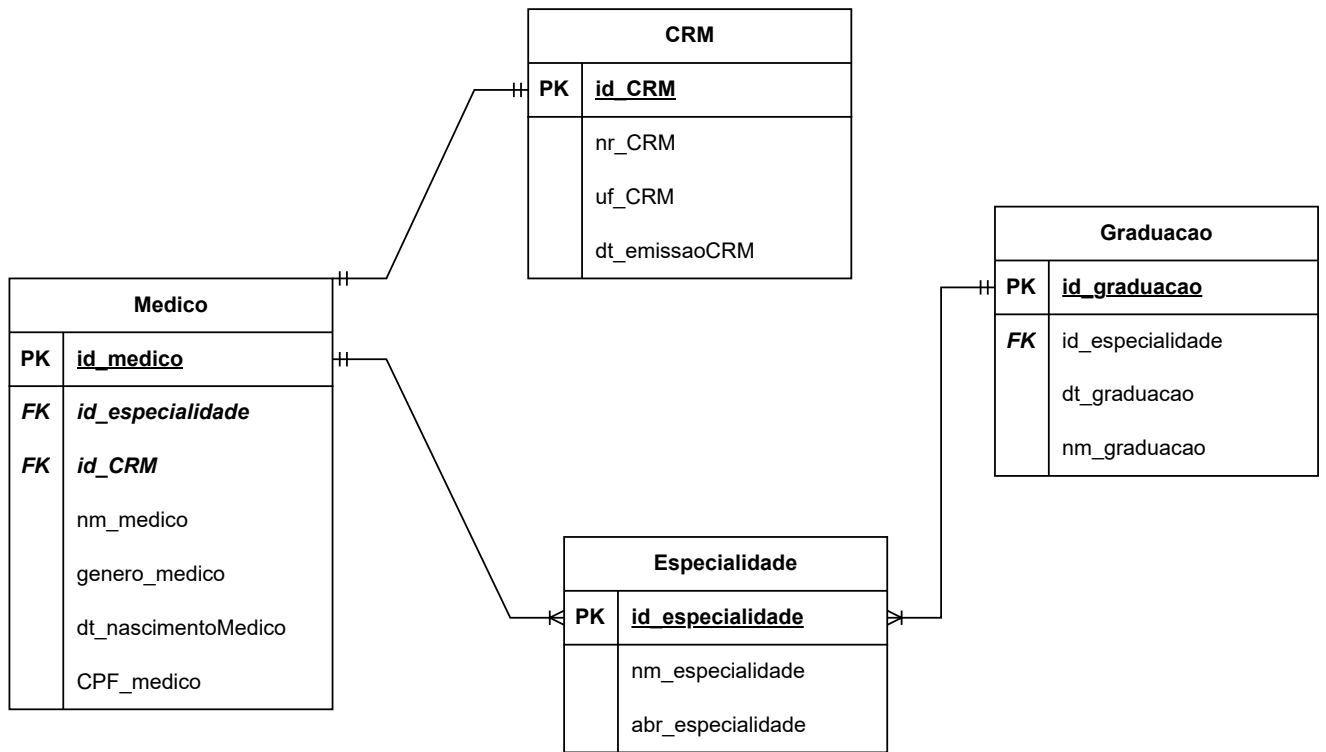 CRM
PK id_CRM
nr_CRM
uf_CRM
dt_emissaoCRM
Graduacao
PK id_graduacao
FK id_especialidade
dt_graduacao
nm_graduacao
Medico
PK id_medico
FK id_especialidade
FK id_CRM
nm_medico
genero_medico
dt_nascimentoMedico
CPF_medico
Especialidade
PK id_especialidade
nm_especialidade
abr_especialidade